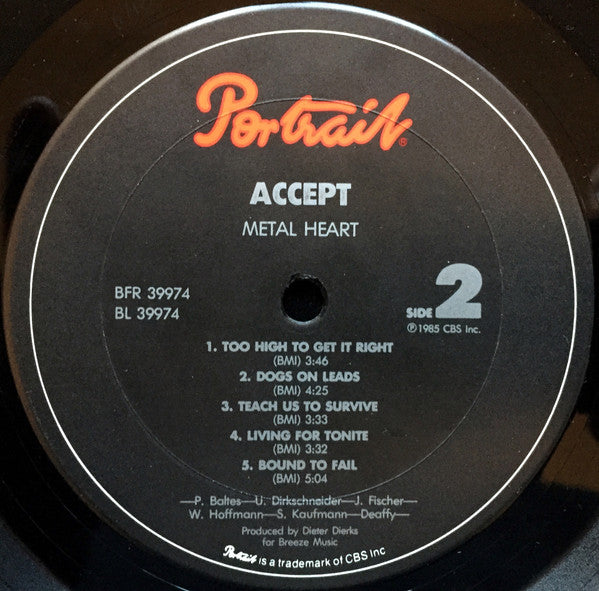 Portrait®
ACCEPT
METAL HEART
BFR 39974
BL 39974
SIDE 2
℗1985 CBS Inc.
1. TOO HIGH TO GET IT RIGHT
(BMI) 3:46
2. DOGS ON LEADS
(BMI) 4:25
3. TEACH US TO SURVIVE
(BMI) 3:33
4. LIVING FOR TONITE
(BMI) 3:32
5. BOUND TO FAIL
(BMI) 5:04
—P. Baltes—U. Dirkschneider—J. Fischer—
W. Hoffmann—S. Kaufmann—Deaffy—
Produced by Dieter Dierks
for Breeze Music
Portrait is a trademark of CBS Inc